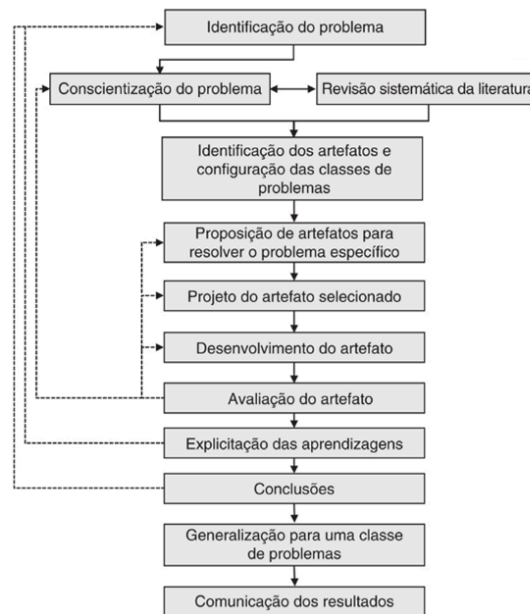 Identificação do problema
Conscientização do problema
Revisão sistemática da literatura
Identificação dos artefatos e
configuração das classes de
problemas
Proposição de artefatos para
resolver o problema específico
Projeto do artefato selecionado
Desenvolvimento do artefato
Avaliação do artefato
Explicitação das aprendizagens
Conclusões
Generalização para uma classe
de problemas
Comunicação dos resultados